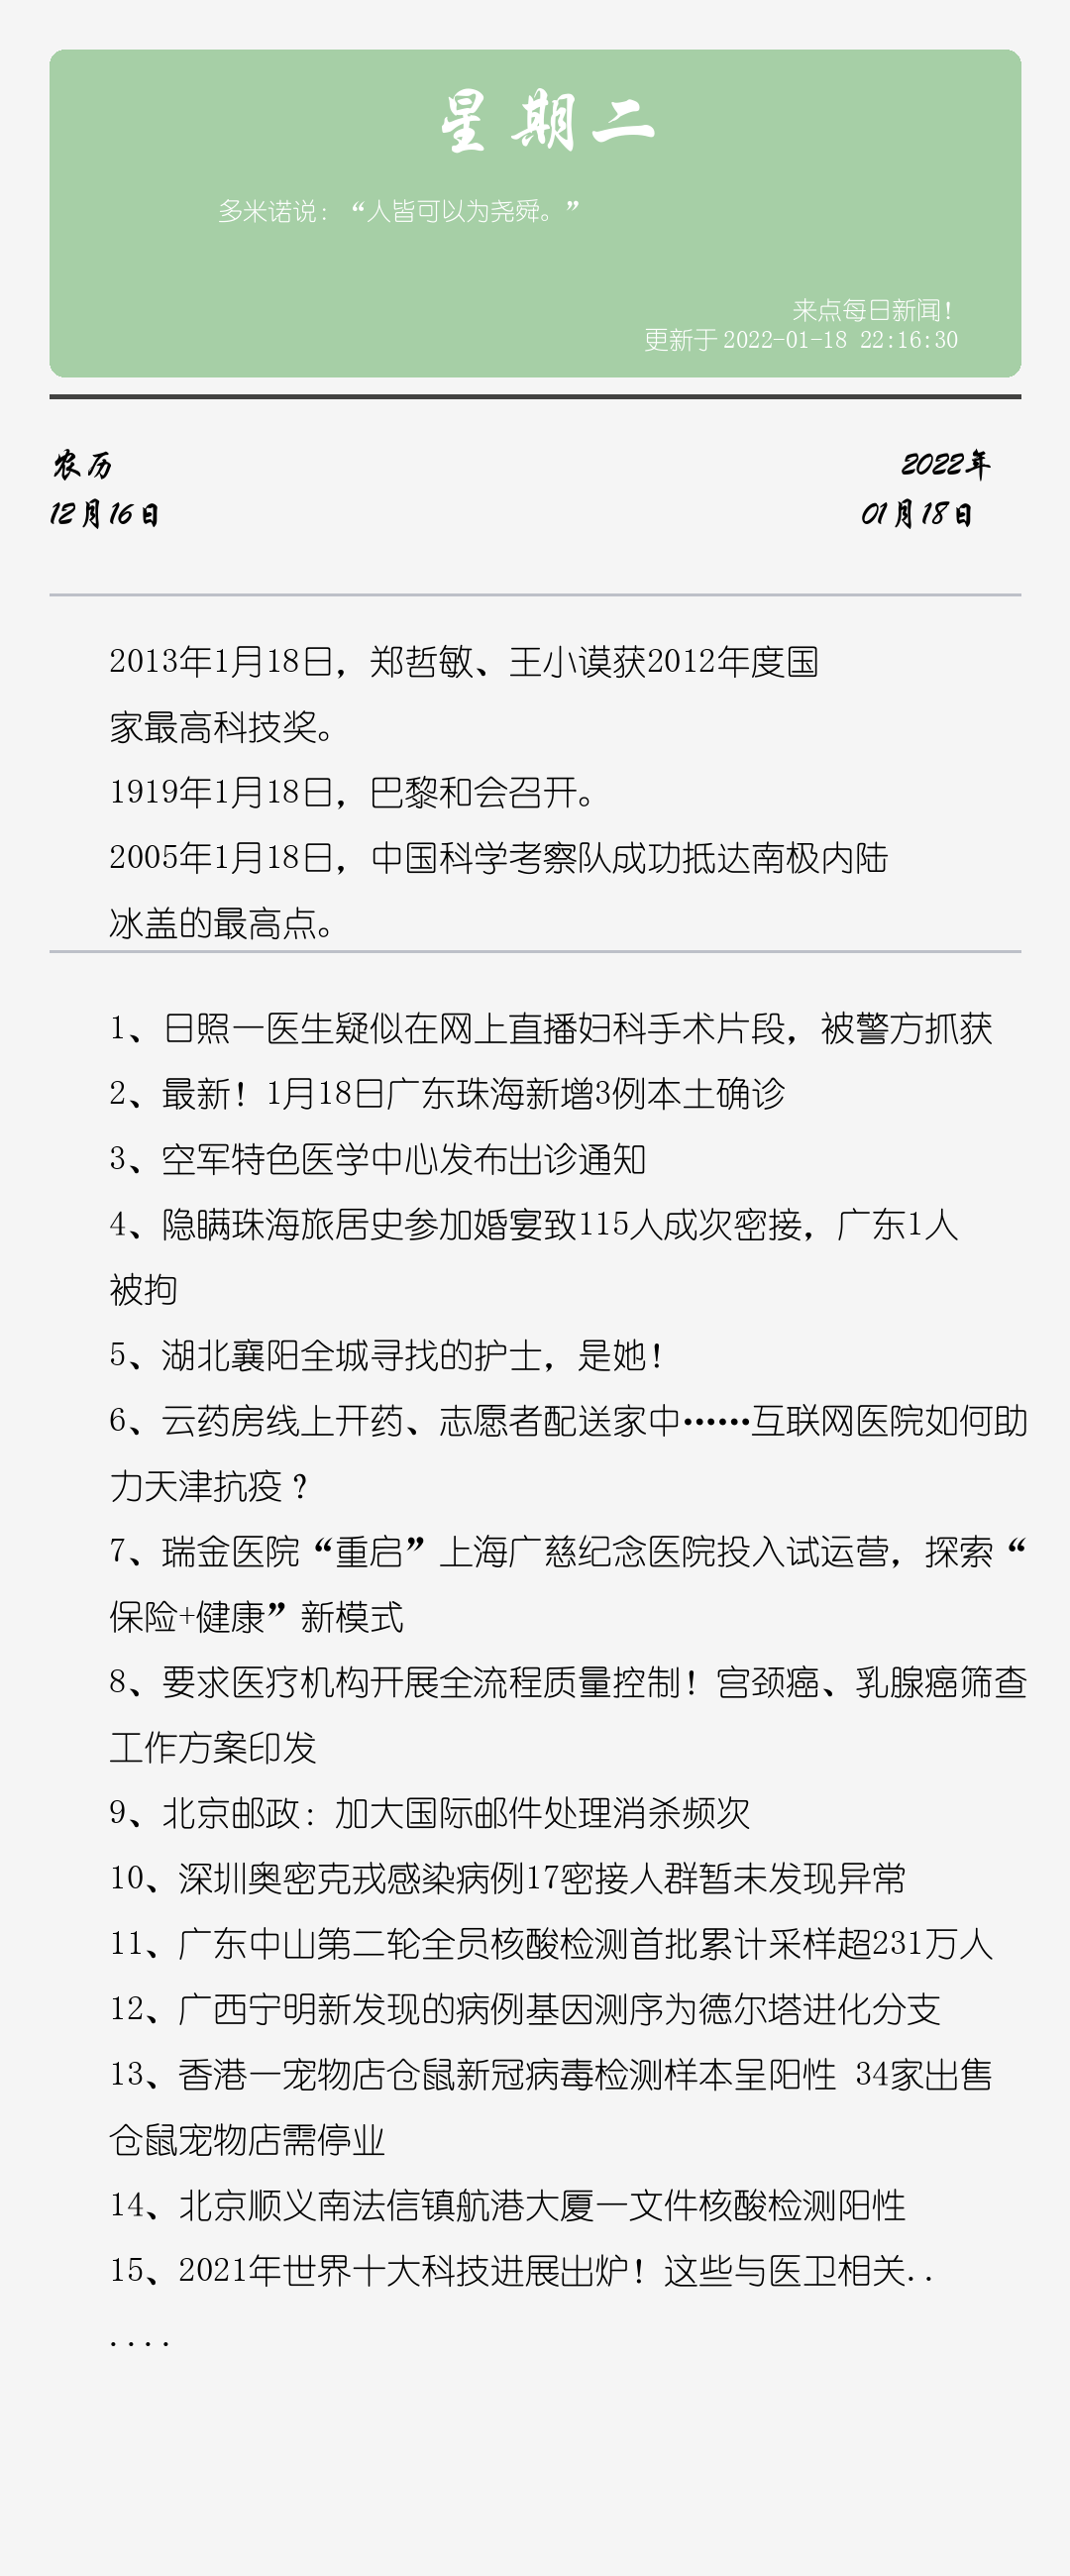 星期二
多米诺说：“人皆可以为尧舜。”
来点每日新闻！
更新于2022-01-18 22:16:30
农历
2022年
12月16日
01月18日
2013年1月18日，郑哲敏、王小谟获2012年度国
家最高科技奖。
1919年1月18日，巴黎和会召开。
2005年1月18日，中国科学考察队成功抵达南极内陆
冰盖的最高点。
1、日照一医生疑似在网上直播妇科手术片段，被警方抓获
2、最新！1月18日广东珠海新增3例本土确诊
3、空军特色医学中心发布出诊通知
4、隐瞒珠海旅居史参加婚宴致115人成次密接，广东1人
被拘
5、湖北襄阳全城寻找的护士，是她！
6、云药房线上开药、志愿者配送家中……互联网医院如何助
力天津抗疫？
7、瑞金医院“重启”上海广慈纪念医院投入试运营，探索“
保险+健康”新模式
8、要求医疗机构开展全流程质量控制！宫颈癌、乳腺癌筛查
工作方案印发
9、北京邮政：加大国际邮件处理消杀频次
10、深圳奥密克戎感染病例17密接人群暂未发现异常
11、广东中山第二轮全员核酸检测首批累计采样超231万人
12、广西宁明新发现的病例基因测序为德尔塔进化分支
13、香港一宠物店仓鼠新冠病毒检测样本呈阳性 34家出售
仓鼠宠物店需停业
14、北京顺义南法信镇航港大厦一文件核酸检测阳性
15、2021年世界十大科技进展出炉！这些与医卫相关..
....